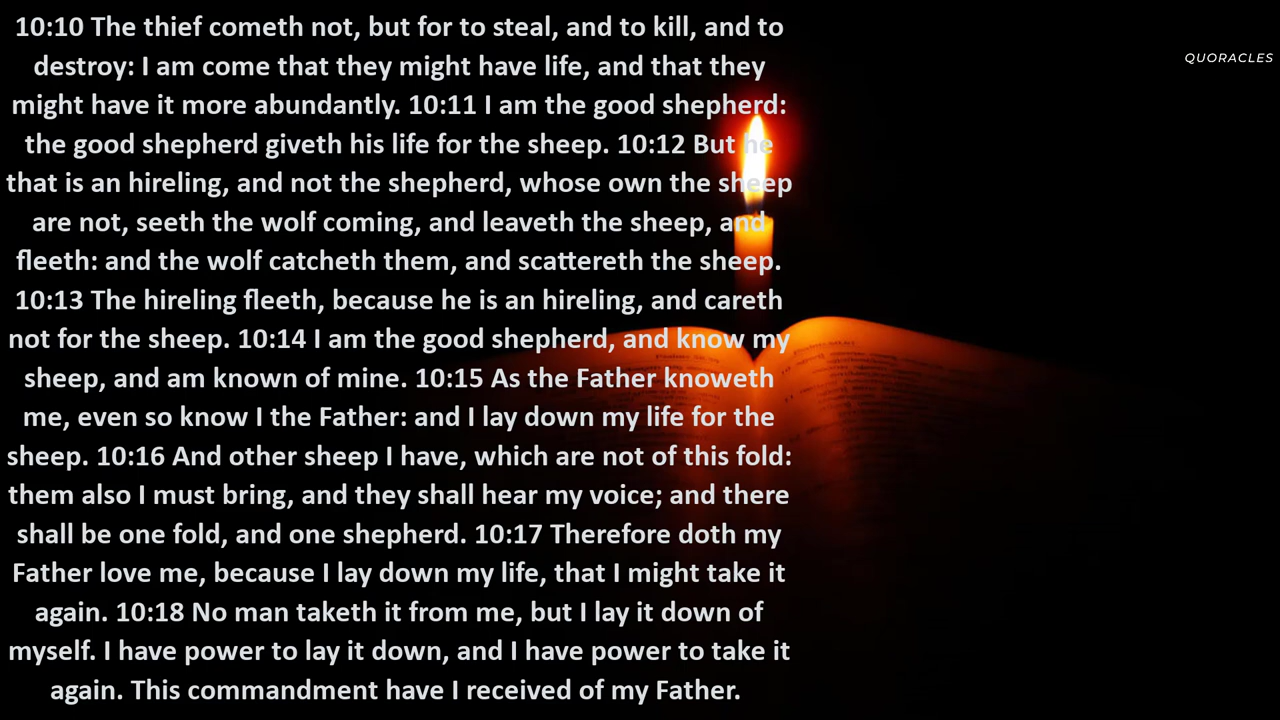 10:10 The thief cometh not, but for to steal, and to kill, and to
destroy: I am come that they might have life, and that they
might have it more abundantly. 10:11 I am the good shepherd:
the good shepherd giveth his life for the sheep. 10:12 But he
that is an hireling, and not the shepherd, whose own the sheep
are not, seeth the wolf coming, and leaveth the sheep, and
fleeth: and the wolf catcheth them, and scattereth the sheep.
10:13 The hireling fleeth, because he is an hireling, and careth
not for the sheep. 10:14 I am the good shepherd, and know my
sheep, and am known of mine. 10:15 As the Father knoweth
me, even so know I the Father: and I lay down my life for the
sheep. 10:16 And other sheep I have, which are not of this fold:
them also I must bring, and they shall hear my voice; and there
shall be one fold, and one shepherd. 10:17 Therefore doth my
Father love me, because I lay down my life, that I might take it
again. 10:18 No man taketh it from me, but I lay it down of
myself. I have power to lay it down, and I have power to take it
again. This commandment have I received of my Father.
QUORACLES